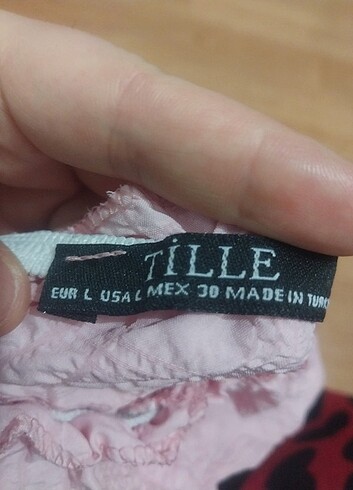 TİLLE
EUR L USA L MEX 30 MADE IN